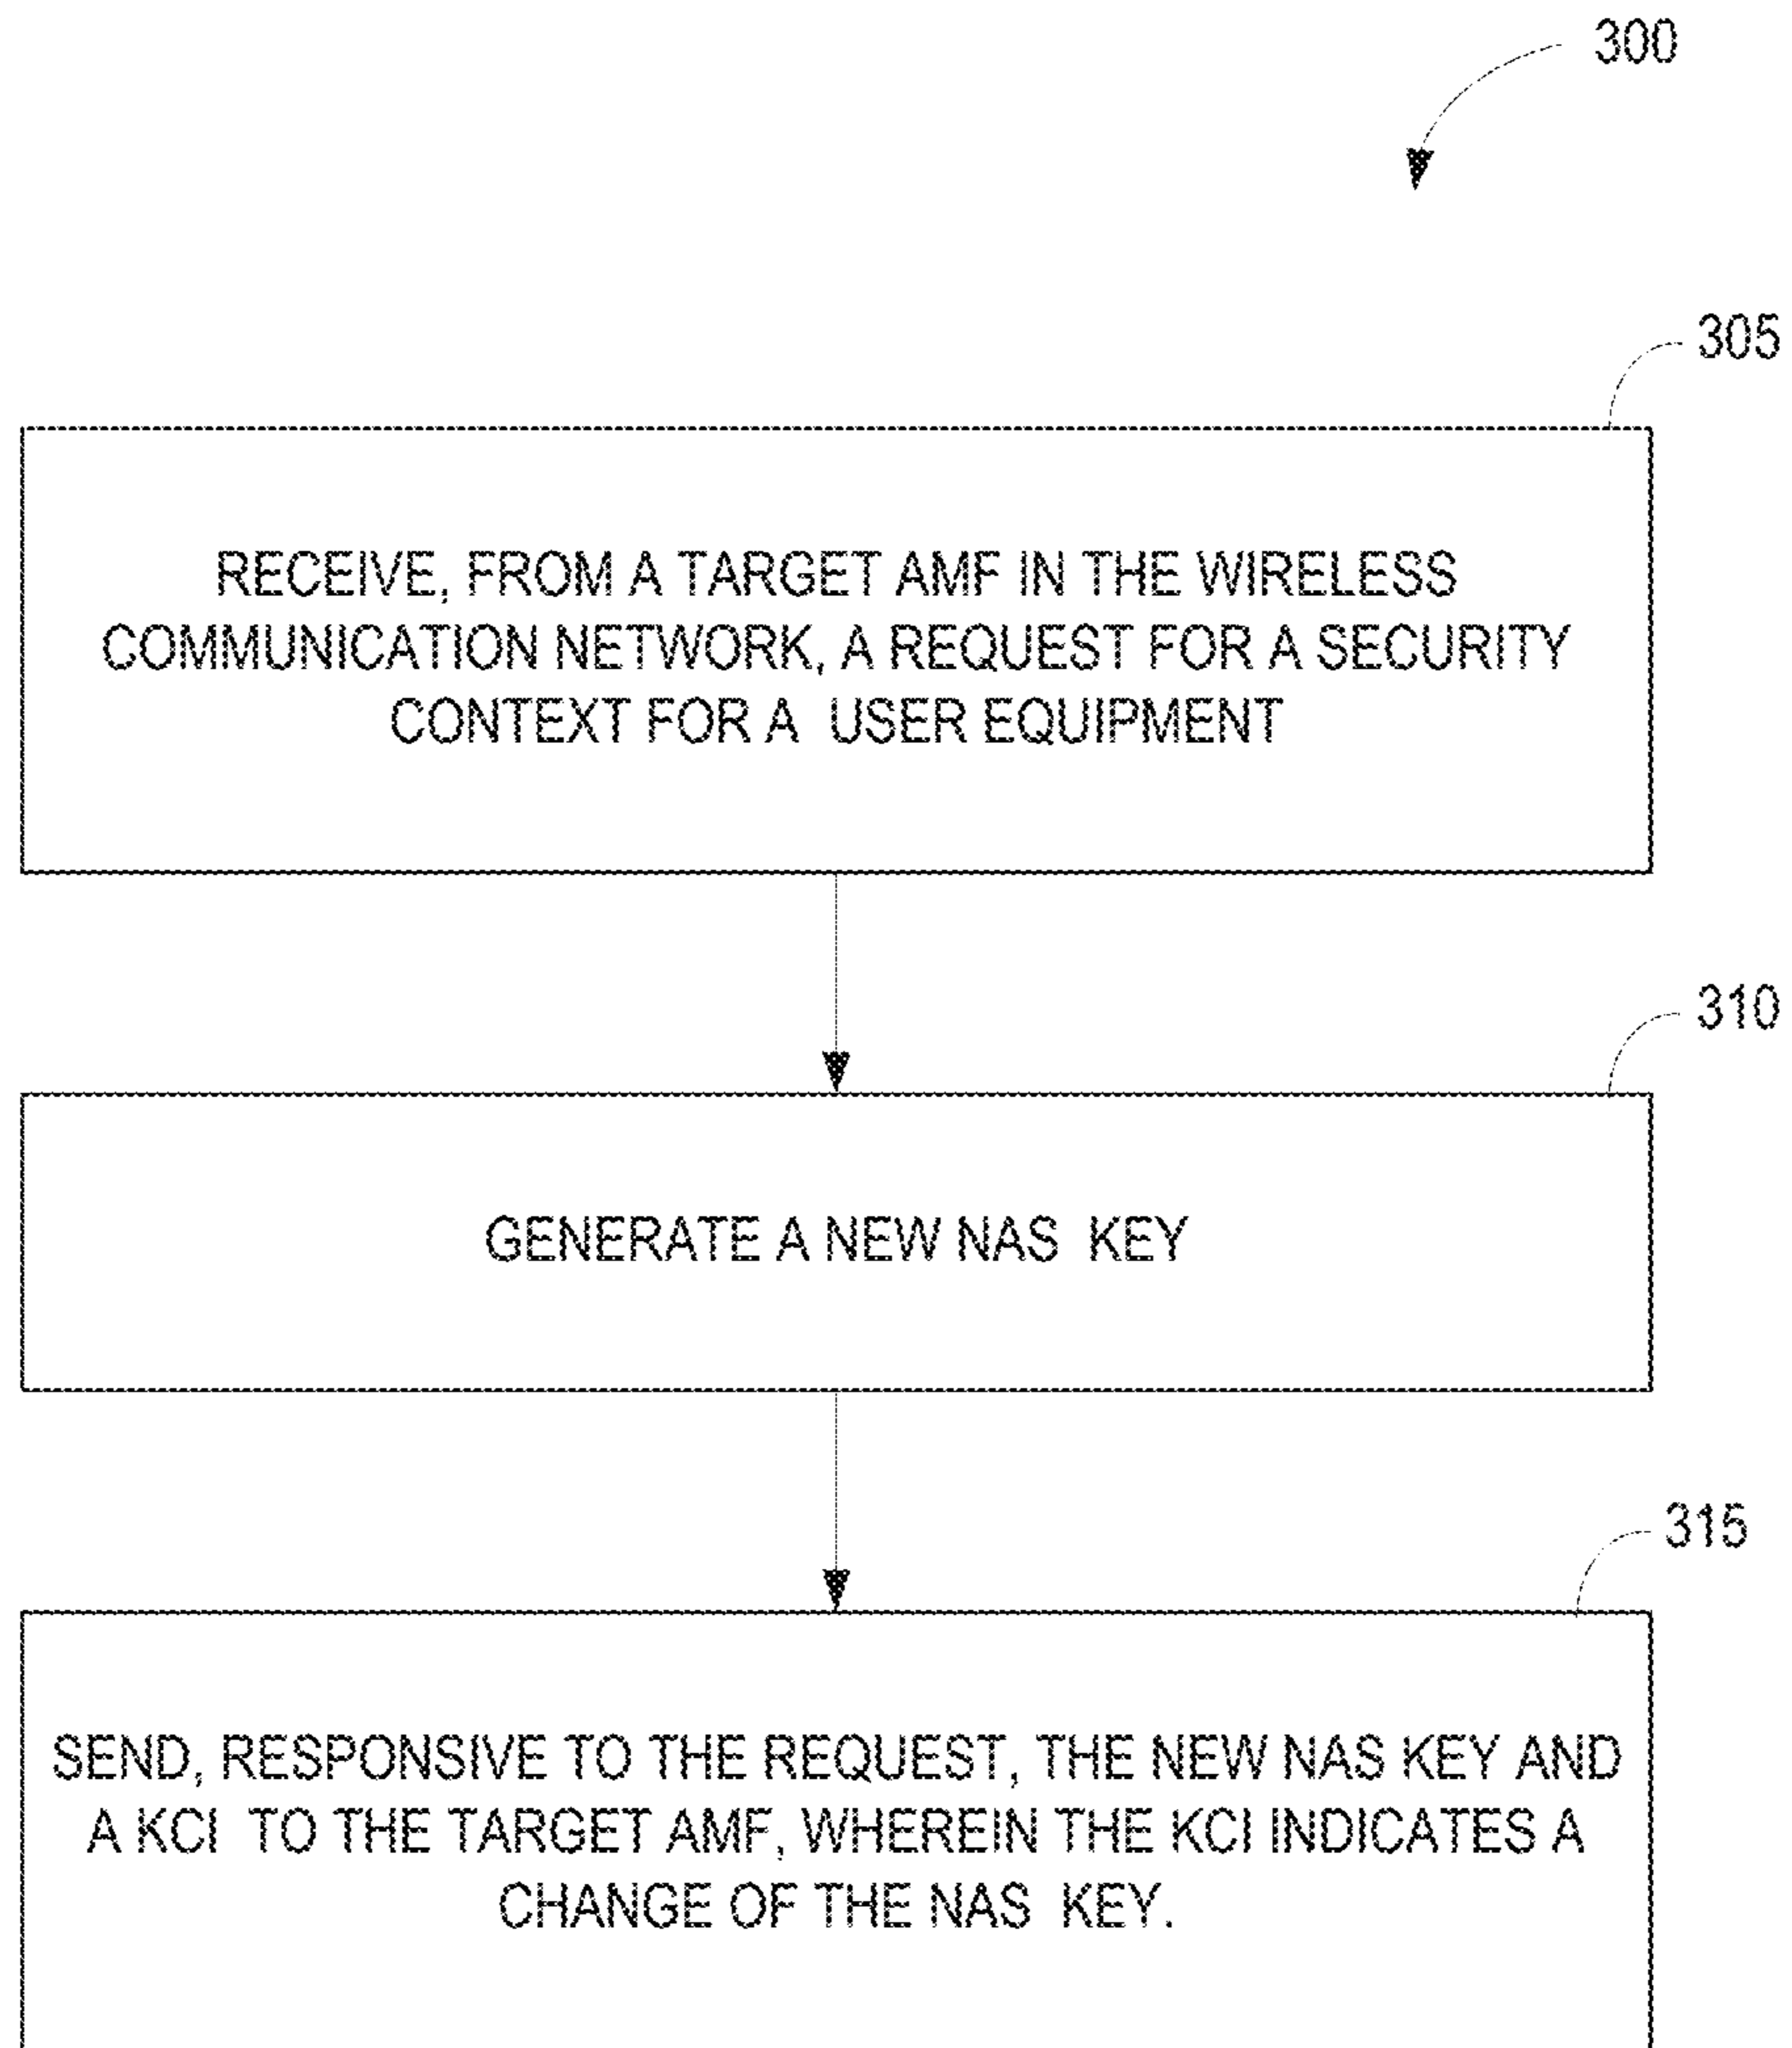 300
305
RECEIVE, FROM A TARGET AMF IN THE WIRELESS
COMMUNICATION NETWORK, A REQUEST FOR A SECURITY
CONTEXT FOR A USER EQUIPMENT
310
GENERATE A NEW NAS KEY
315
SEND, RESPONSIVE TO THE REQUEST, THE NEW NAS KEY AND
A KCI TO THE TARGET AMF, WHEREIN THE KCI INDICATES A
CHANGE OF THE NAS KEY.